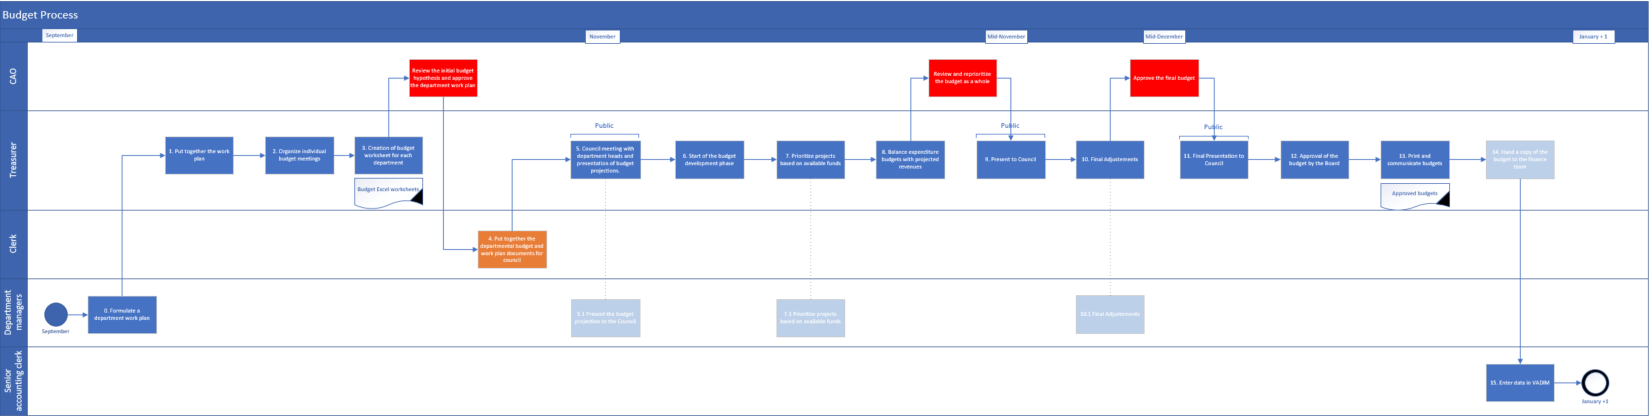 Budget Process
September
November
Mid-November
Mid-December
January +1
CAO
Review the initial budget
hypothesis and approve
the department work plan
Review and reprioritize
the budget as a whole
Approve the final budget
Treasurer
1. Put together the work
plan
2. Organize individual
budget meetings
3. Creation of budget
worksheet for each
department
Budget Excel worksheets
Public
5. Council meeting with
department heads and
presentation of budget
projections.
6. Start of the budget
development phase
7. Prioritize projects
based on available funds
8. Balance expenditure
budgets with projected
revenues
Public
9. Present to Council
10. Final Adjustements
Public
11. Final Presentation to
Council
12. Approval of the
budget by the Board
13. Print and
communicate budgets
Approved budgets
14. Hand a copy of the
budget to the finance
team
Clerk
4. Put together the
departmental budget and
work plan documents for
council
Department
managers
September
0. Formulate a
department work plan
5.1 Present the budget
projection to the Council
7.1 Prioritize projects
based on available funds
10.1 Final Adjustements
Senior
accounting clerk
15. Enter data in VADIM
January +1